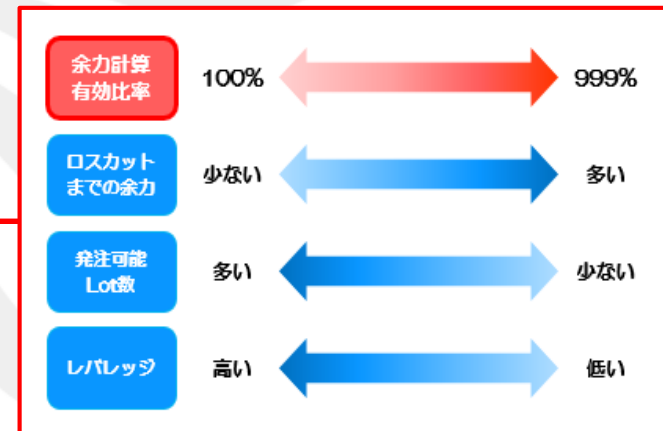 余力計算
有効比率
100%
999%
ロスカット
までの余力
少ない
多い
発注可能
Lot数
多い
少ない
レバレッジ
高い
低い